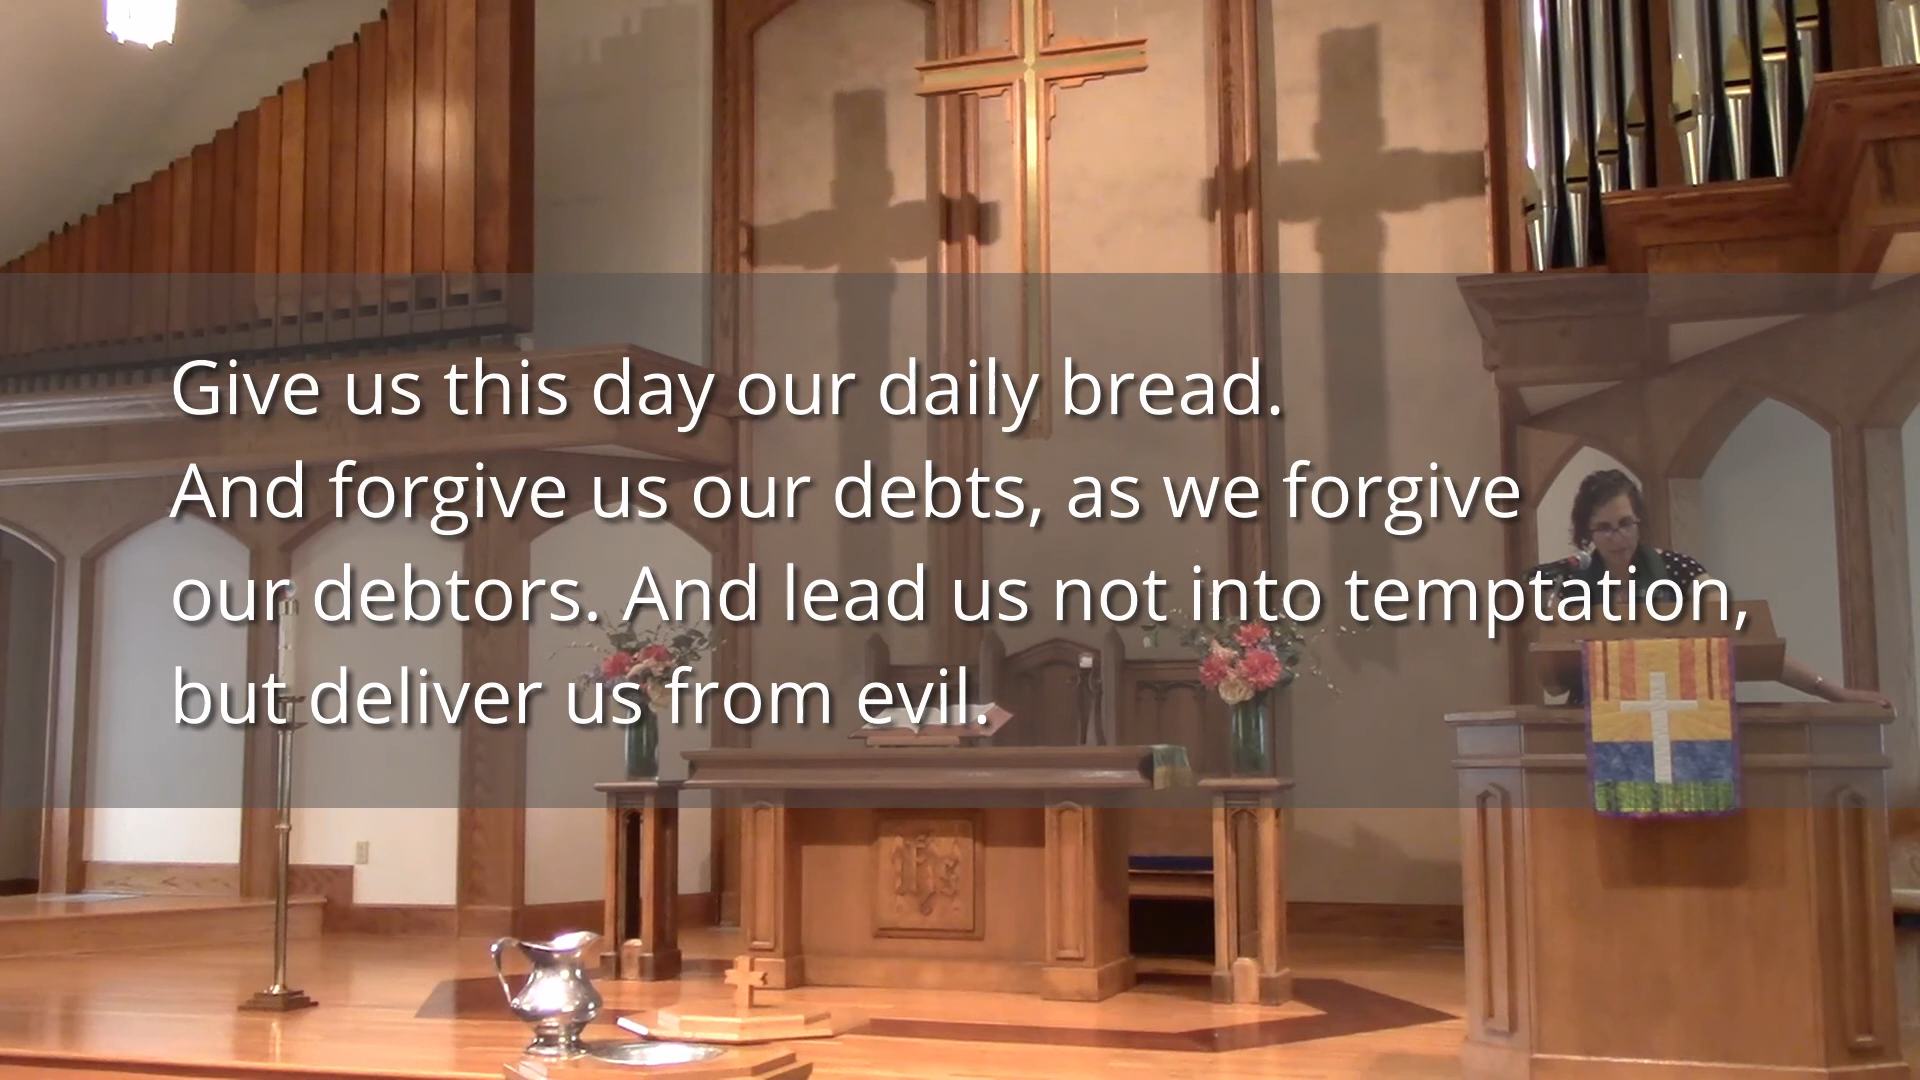 Give us this day our daily bread.
And forgive us our debts, as we forgive
our debtors. And lead us not into temptation,
but deliver us from evil.
IHS